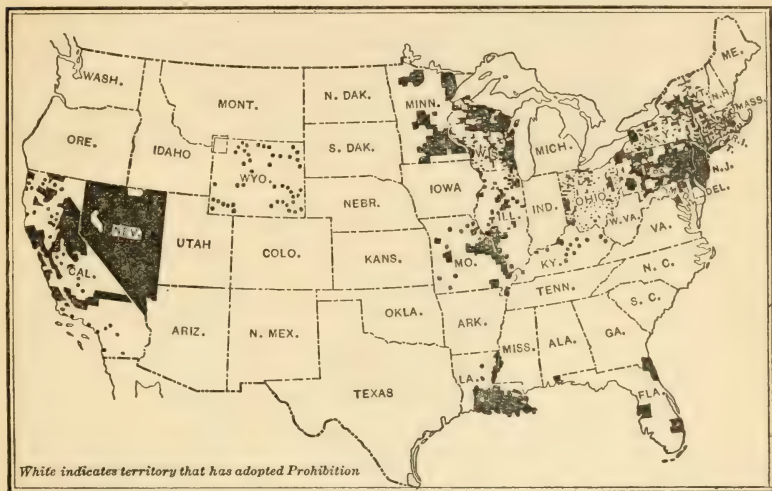 WASH.
MONT.
N. DAK.
MINN.
ME.
VT.
N.H.
MASS.
ORE.
IDAHO
S. DAK.
WIS.
MICH.
N.Y.
R.I.
WYO.
IOWA
N.J.
NEV.
NEBR.
ILL.
IND.
OHIO
DEL.
UTAH
COLO.
W.VA.
VA.
CAL.
KANS.
MO.
KY.
N. C.
TENN.
ARIZ.
N. MEX.
OKLA.
ARK.
S. C.
MISS.
ALA.
GA.
TEXAS
LA.
FLA.
White indicates territory that has adopted Prohibition